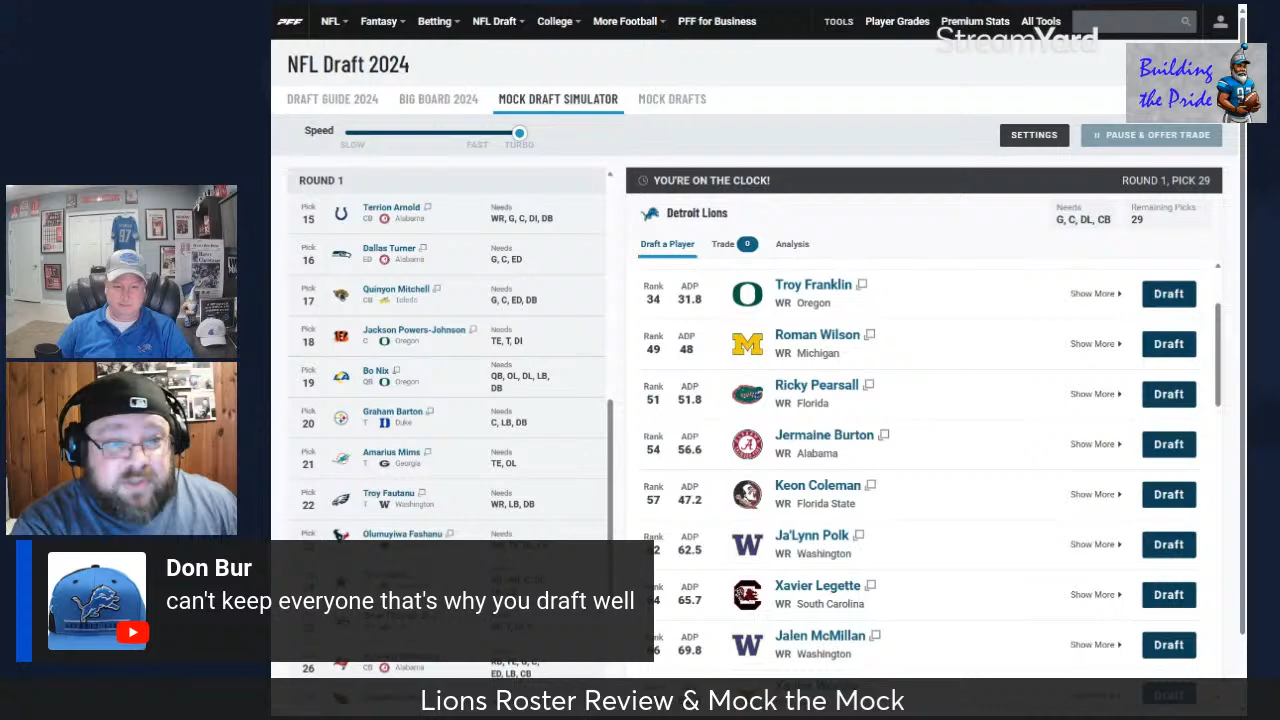 PFF NFL Fantasy Betting NFL Draft College More Football PFF for Business TOOLS Player Grades Premium Stats All Tools
StreamYard
NFL Draft 2024
Building
the Pride
DRAFT GUIDE 2024 BIG BOARD 2024 MOCK DRAFT SIMULATOR MOCK DRAFTS
Speed
SLOW FAST TURBO
SETTINGS PAUSE & OFFER TRADE
ROUND 1
Pick
15
Terrion Arnold
CB Alabama
Needs
WR, G, C, DI, DB
Pick
16
Dallas Turner
ED Alabama
Needs
G, C, ED
Pick
17
Quinyon Mitchell
CB Toledo
Needs
G, C, ED, DB
Pick
18
Jackson Powers-Johnson
C Oregon
Needs
TE, T, DI
Pick
19
Bo Nix
QB Oregon
Needs
QB, OL, DL, LB,
DB
Pick
20
Graham Barton
T Duke
Needs
C, LB, DB
Pick
21
Amarius Mims
T Georgia
Needs
TE, OL
Pick
22
Troy Fautanu
T Washington
Needs
WR, LB, DB
Pick
Olumuyiwa Fashanu
Needs
26
CB Alabama
ED, LB, CB
YOU'RE ON THE CLOCK! ROUND 1, PICK 29
Detroit Lions
Needs
G, C, DL, CB
Remaining Picks
29
Draft a Player Trade 0 Analysis
Rank
34
ADP
31.8
Troy Franklin
WR Oregon
Show More
Draft
Rank
49
ADP
48
Roman Wilson
WR Michigan
Show More
Draft
Rank
51
ADP
51.8
Ricky Pearsall
WR Florida
Show More
Draft
Rank
54
ADP
56.6
Jermaine Burton
WR Alabama
Show More
Draft
Rank
57
ADP
47.2
Keon Coleman
WR Florida State
Show More
Draft
ADP
62.5
Ja'Lynn Polk
WR Washington
Show More
Draft
ADP
65.7
Xavier Legette
WR South Carolina
Show More
Draft
ADP
69.8
Jalen McMillan
WR Washington
Show More
Draft
Draft
97
Don Bur
can't keep everyone that's why you draft well
Lions Roster Review & Mock the Mock